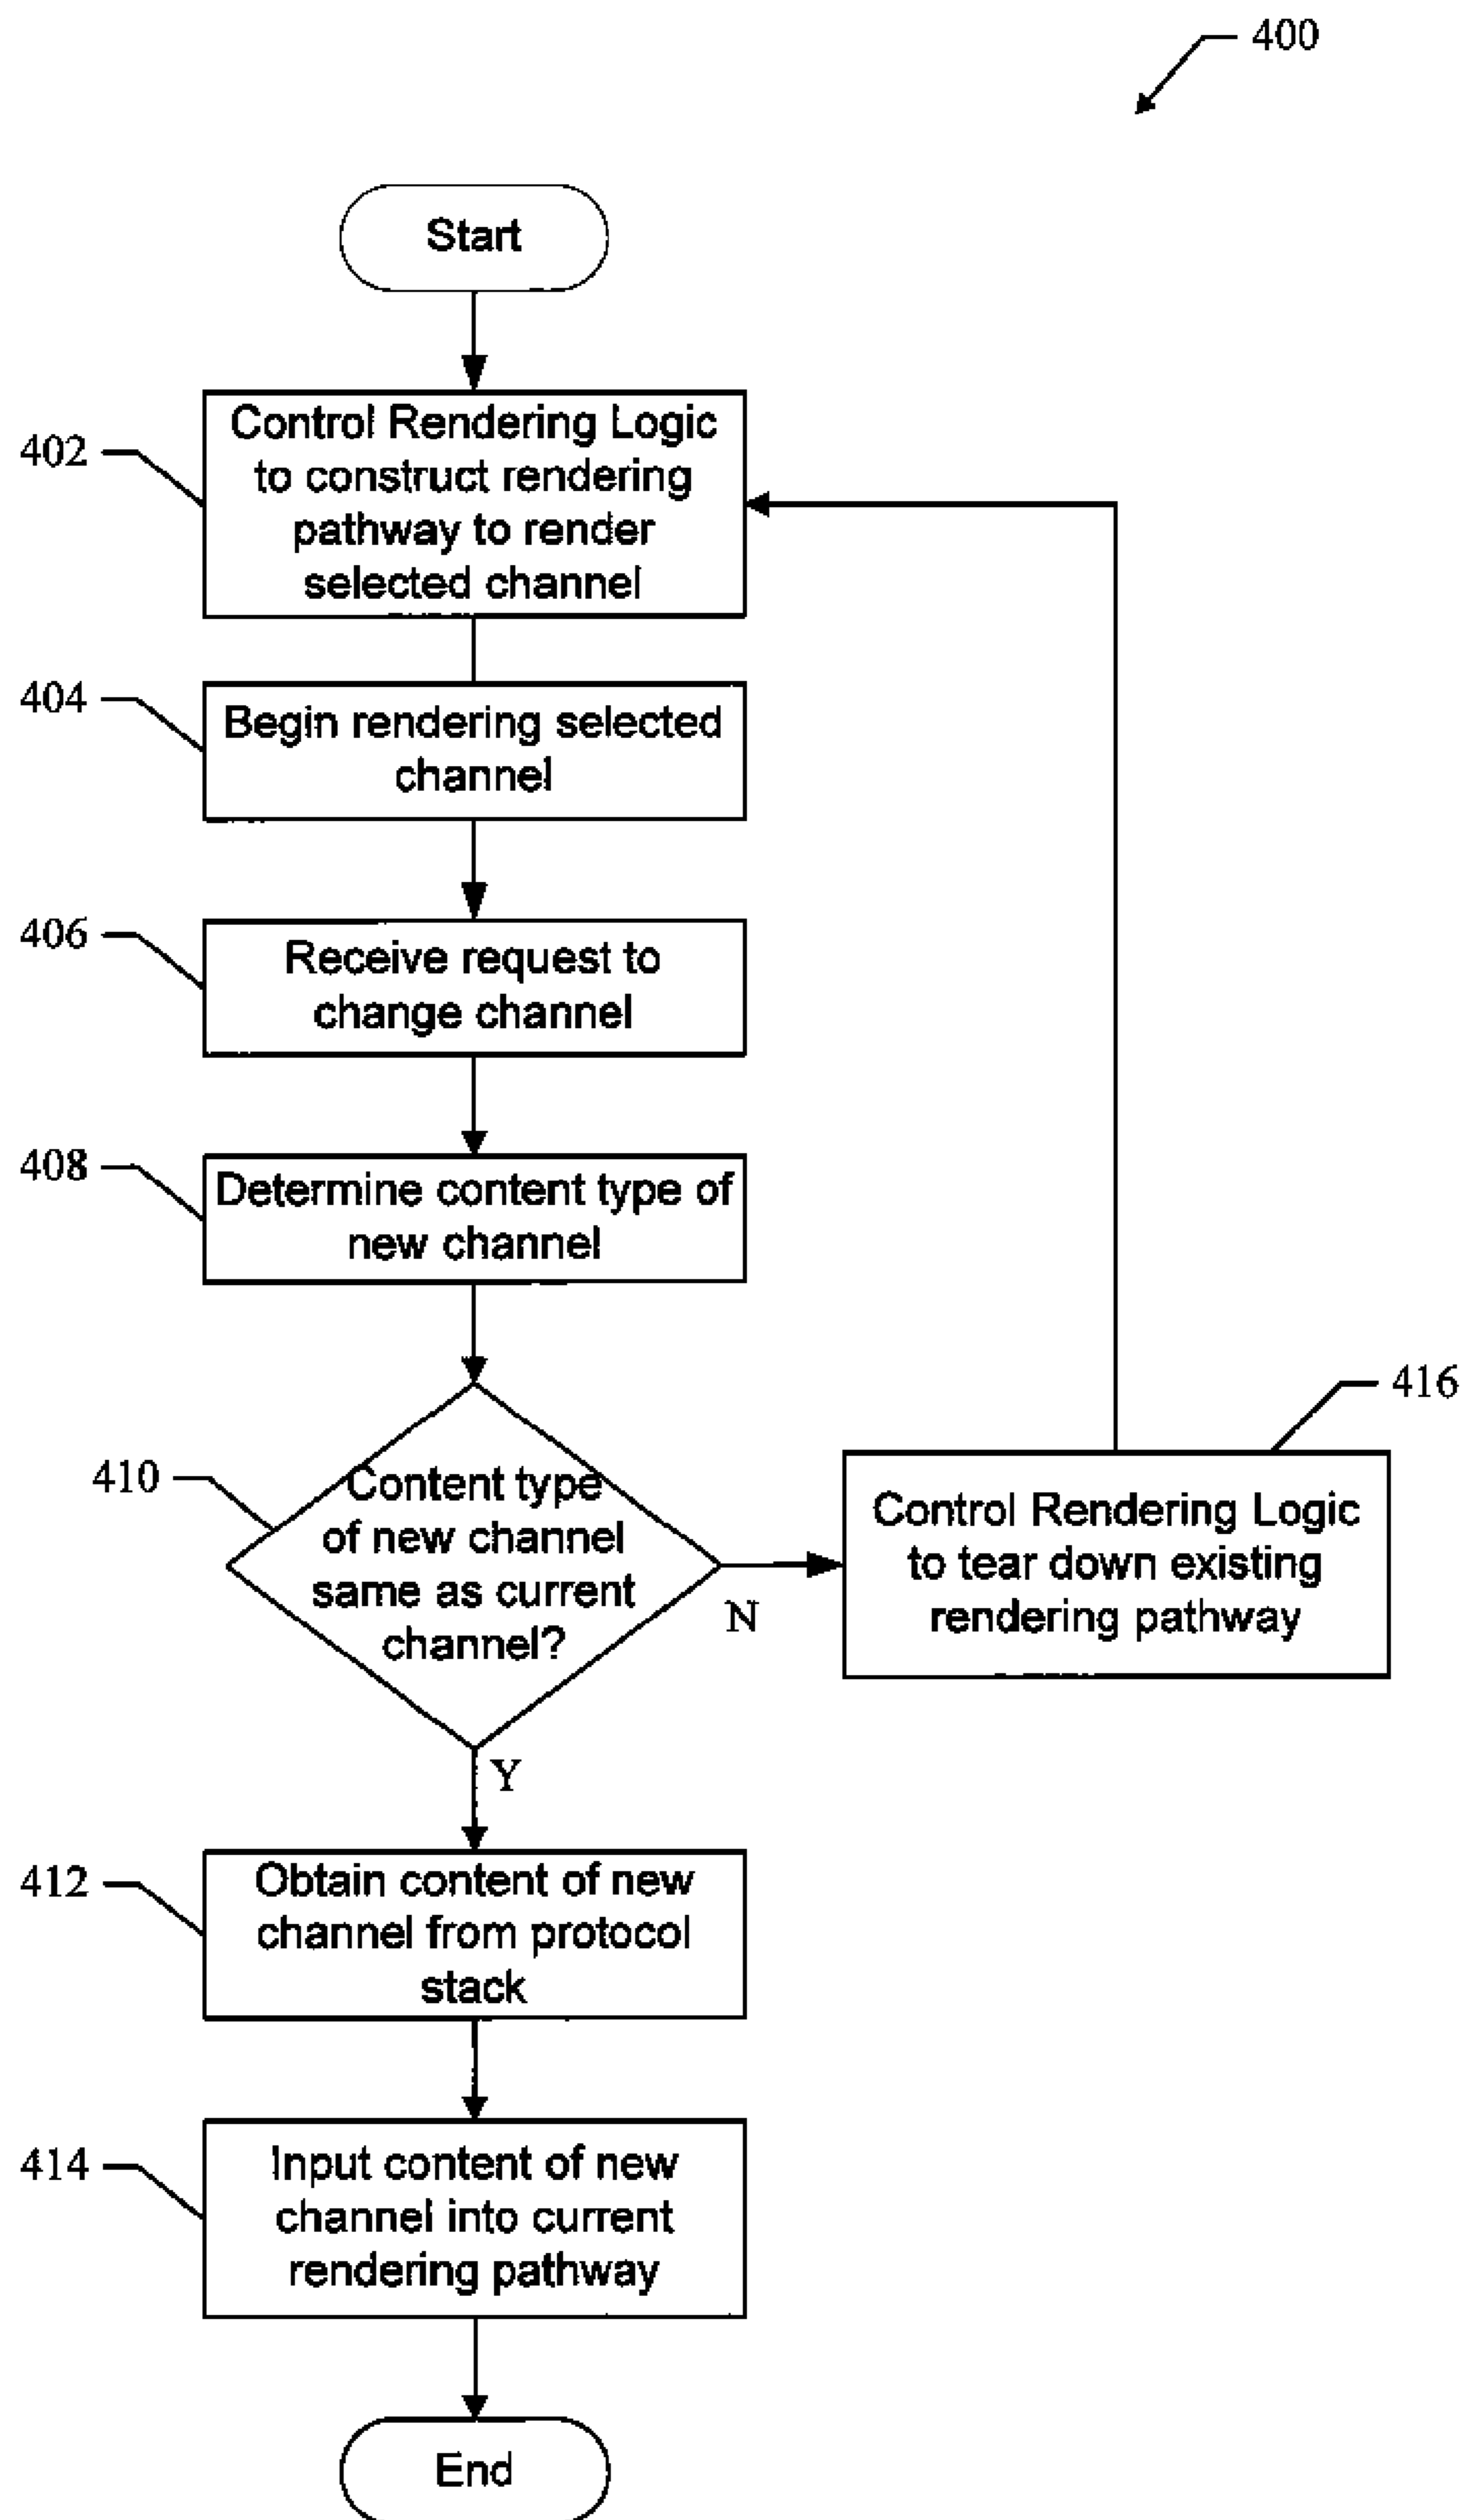 400
Start
402
Control Rendering Logic
to construct rendering
pathway to render
selected channel
404
Begin rendering selected
channel
406
Receive request to
change channel
408
Determine content type of
new channel
410
Content type
of new channel
same as current
channel?
N
416
Control Rendering Logic
to tear down existing
rendering pathway
Y
412
Obtain content of new
channel from protocol
stack
414
Input content of new
channel into current
rendering pathway
End